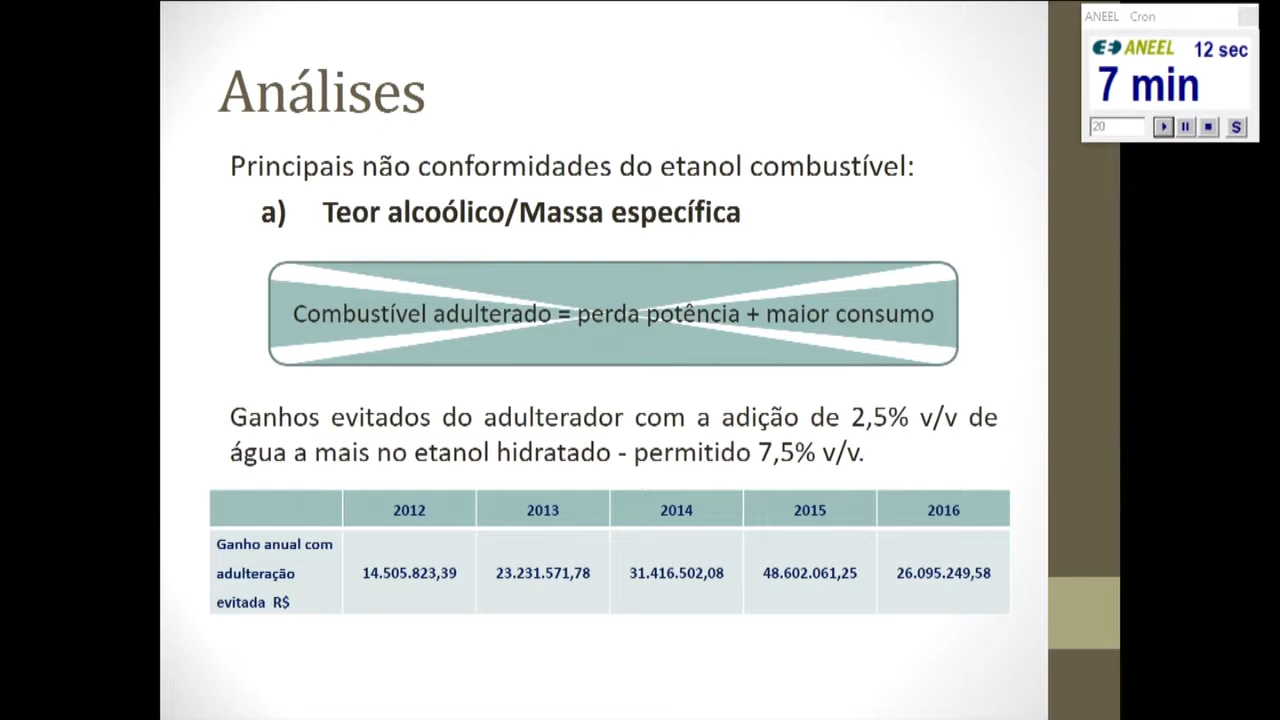 Análises
Principais não conformidades do etanol combustível:
a) Teor alcoólico/Massa específica
Combustível adulterado = perda potência + maior consumo
Ganhos evitados do adulterador com a adição de 2,5% v/v de
água a mais no etanol hidratado - permitido 7,5% v/v.
2012 2013 2014 2015 2016
Ganho anual com
adulteração 14.505.823,39 23.231.571,78 31.416.502,08 48.602.061,25 26.095.249,58
evitada R$
ANEEL Cron
ANEEL 12 sec
7 min
20 S